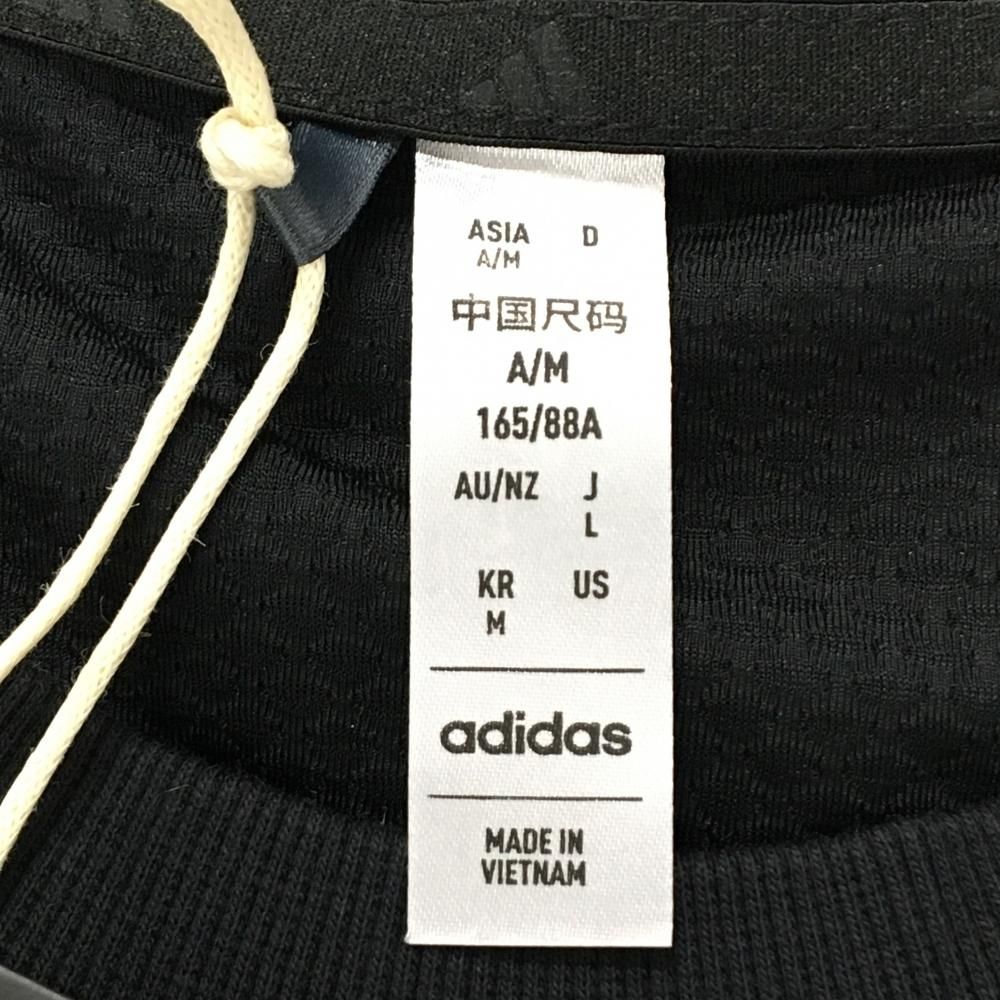 ASIA D
A/M
中国尺码
A/M
165/88A
AU/NZ J
L
KR US
M
adidas
MADE IN
VIETNAM